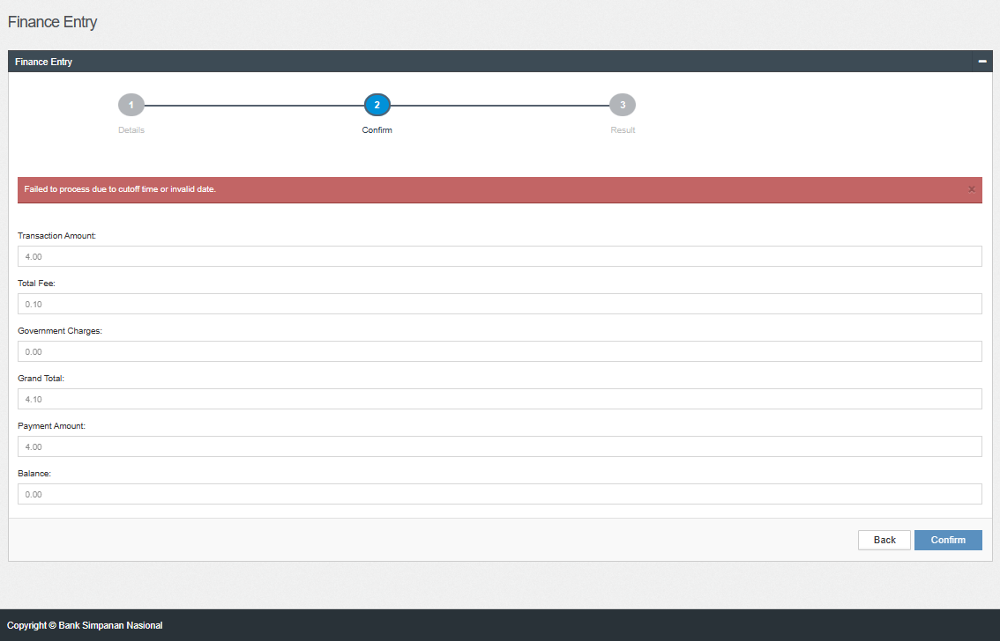 Finance Entry
Finance Entry
1
2
3
Details
Confirm
Result
Failed to process due to cutoff time or invalid date.
×
Transaction Amount:
4.00
Total Fee:
0.10
Government Charges:
0.00
Grand Total:
4.10
Payment Amount:
4.00
Balance:
0.00
Back
Confirm
Copyright © Bank Simpanan Nasional